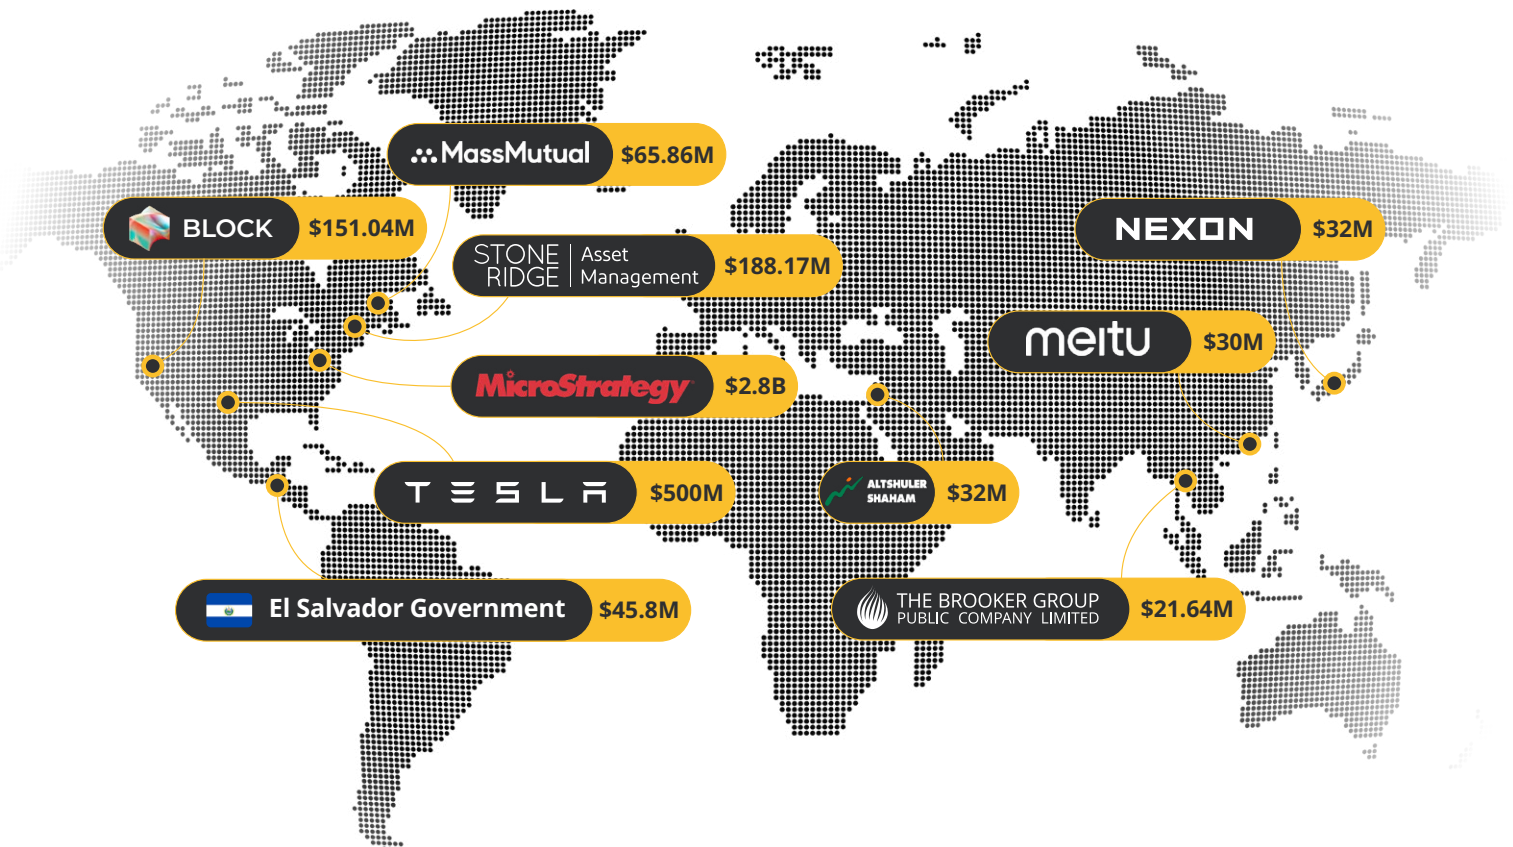 MassMutual $65.86M
BLOCK $151.04M
NEXON $32M
STONE RIDGE Asset Management $188.17M
meitu $30M
MicroStrategy $2.8B
TESLA $500M
ALTSHULER SHAHAM $32M
El Salvador Government $45.8M
THE BROOKER GROUP
PUBLIC COMPANY LIMITED $21.64M